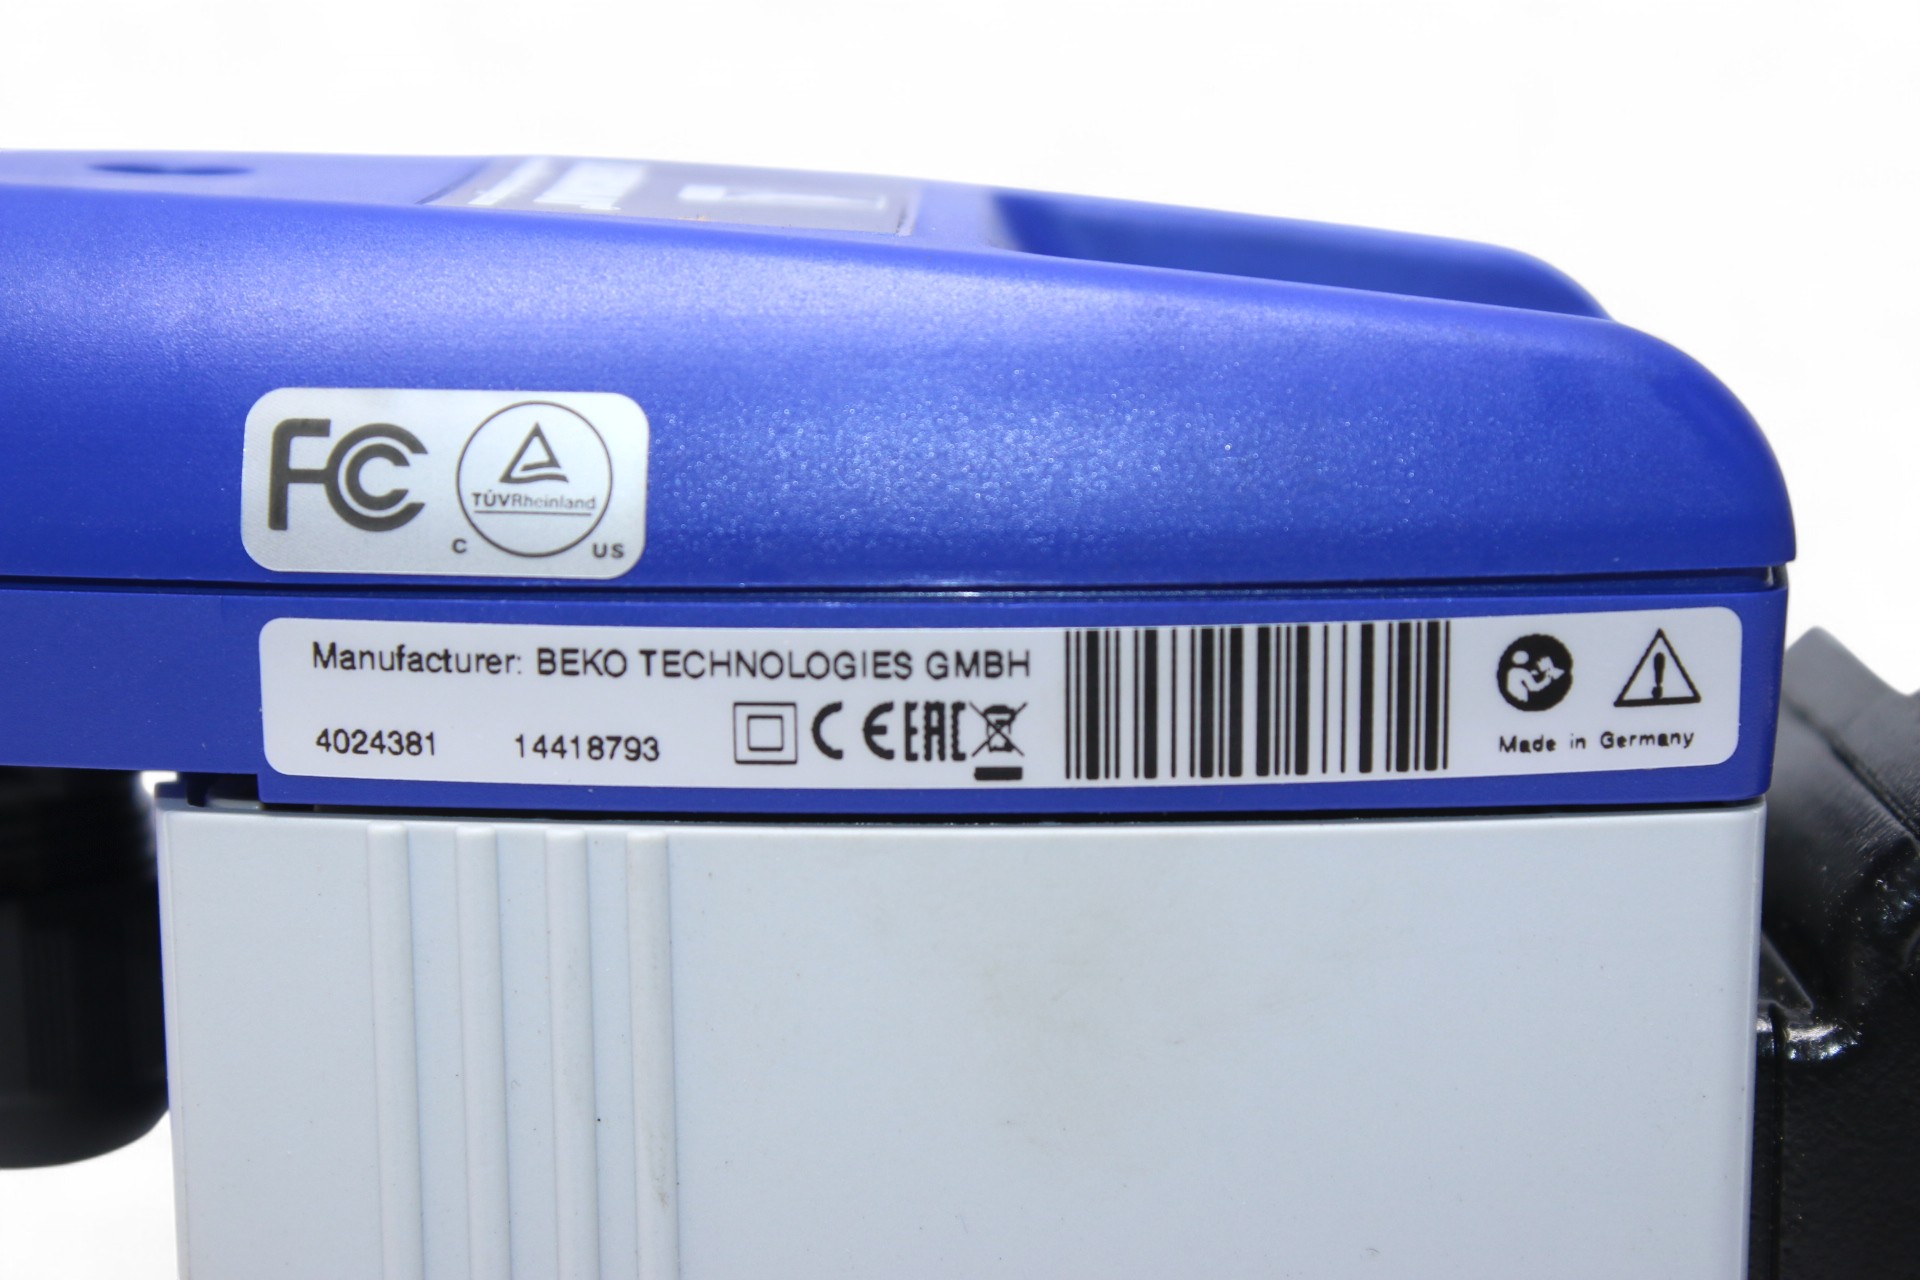 FC
TÜVRheinland
C US
Manufacturer: BEKO TECHNOLOGIES GMBH
4024381 14418793 CE EAC
Made in Germany